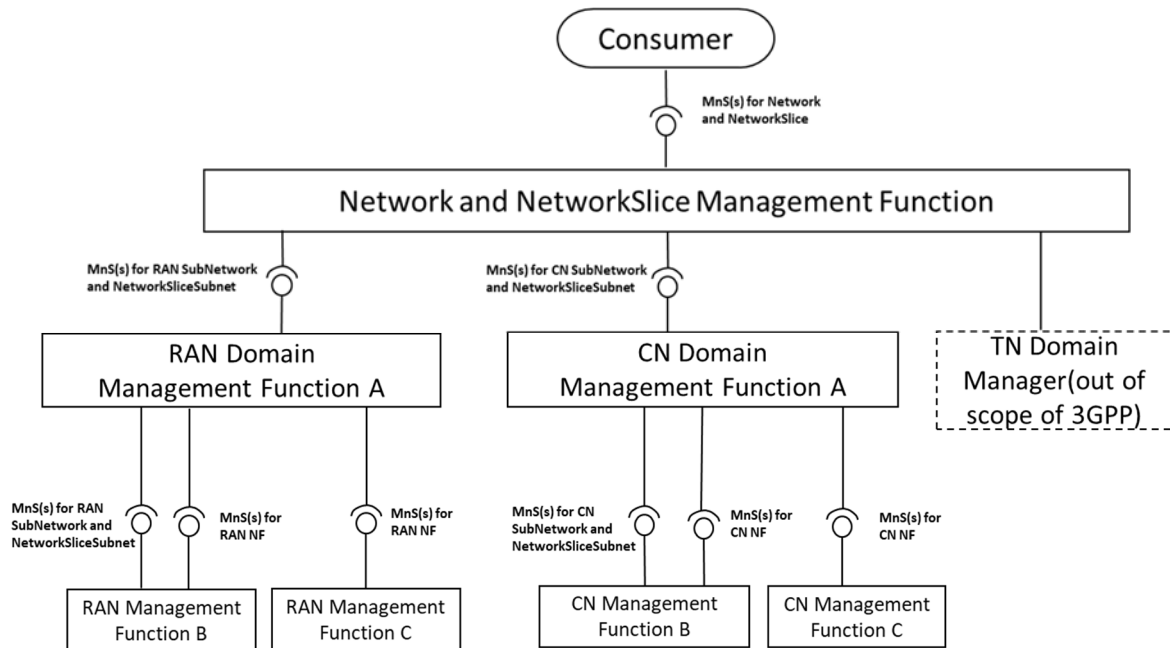 Consumer
MnS(s) for Network
and NetworkSlice
Network and NetworkSlice Management Function
MnS(s) for RAN SubNetwork
and NetworkSliceSubnet
MnS(s) for CN SubNetwork
and NetworkSliceSubnet
RAN Domain
Management Function A
CN Domain
Management Function A
TN Domain
Manager(out of
scope of 3GPP)
MnS(s) for RAN
SubNetwork and
NetworkSliceSubnet
MnS(s) for
RAN NF
MnS(s) for
RAN NF
MnS(s) for CN
SubNetwork and
NetworkSliceSubnet
MnS(s) for
CN NF
MnS(s) for
CN NF
RAN Management
Function B
RAN Management
Function C
CN Management
Function B
CN Management
Function C